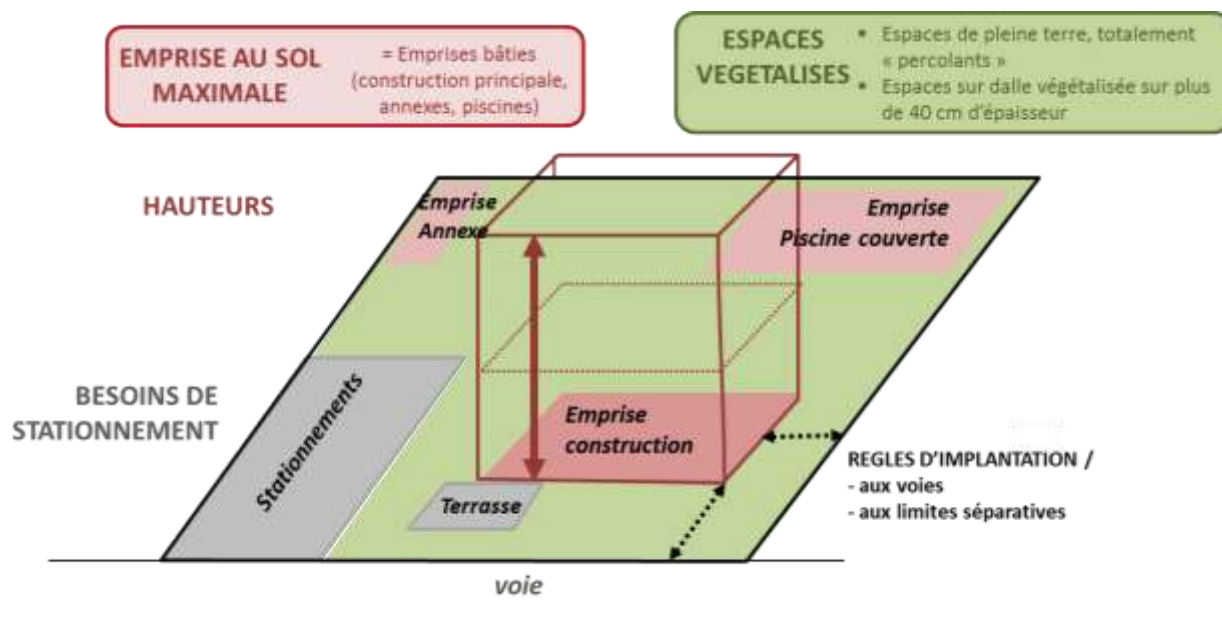 EMPRISE AU SOL
MAXIMALE
= Emprises bâties
(construction principale,
annexes, piscines)
ESPACES
VEGETALISES
• Espaces de pleine terre, totalement
« percolants »
• Espaces sur dalle végétalisée sur plus
de 40 cm d'épaisseur
HAUTEURS
Emprise
Annexe
Emprise
Piscine couverte
BESOINS DE
STATIONNEMENT
Stationnements
Emprise
construction
Terrasse
REGLES D'IMPLANTATION /
- aux voies
- aux limites séparatives
voie